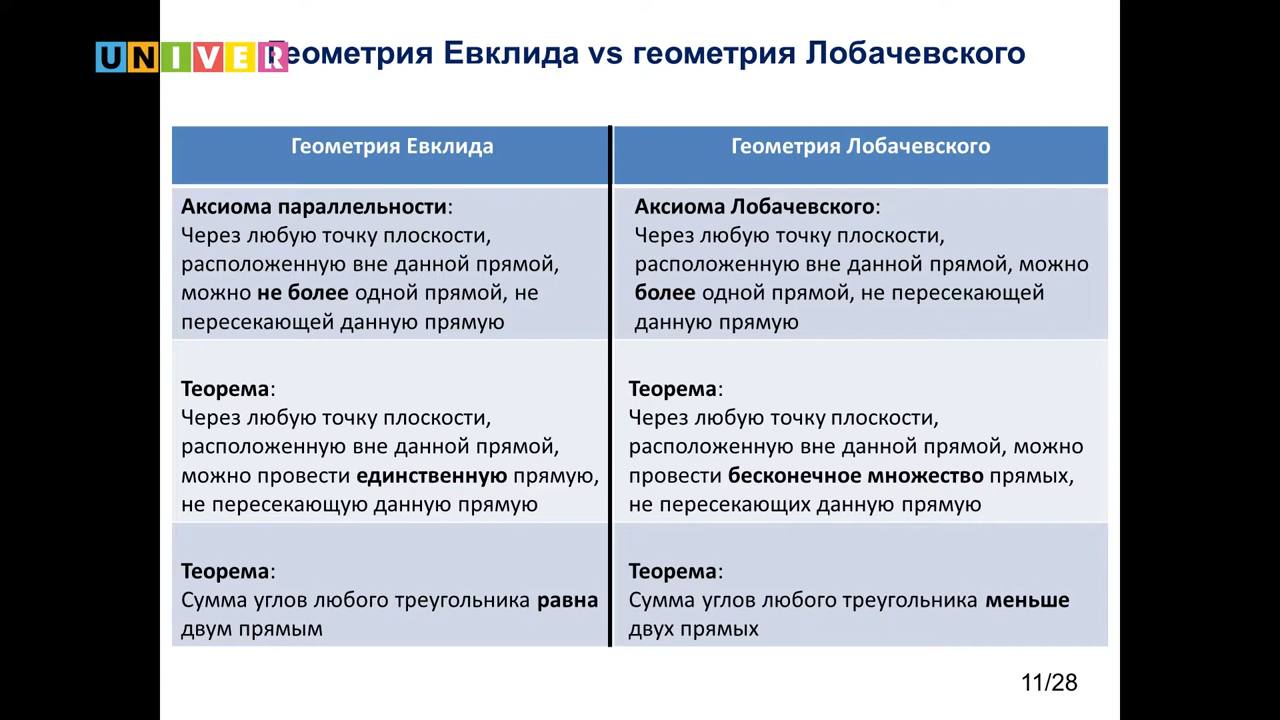 UNIVER
Геометрия Евклида vs геометрия Лобачевского
Геометрия Евклида
Аксиома параллельности:
Через любую точку плоскости,
расположенную вне данной прямой,
можно не более одной прямой, не
пересекающей данную прямую
Теорема:
Через любую точку плоскости,
расположенную вне данной прямой,
можно провести единственную прямую,
не пересекающую данную прямую
Теорема:
Сумма углов любого треугольника равна
двум прямым
Геометрия Лобачевского
Аксиома Лобачевского:
Через любую точку плоскости,
расположенную вне данной прямой, можно
более одной прямой, не пересекающей
данную прямую
Теорема:
Через любую точку плоскости,
расположенную вне данной прямой, можно
провести бесконечное множество прямых,
не пересекающих данную прямую
Теорема:
Сумма углов любого треугольника меньше
двух прямых
11/28